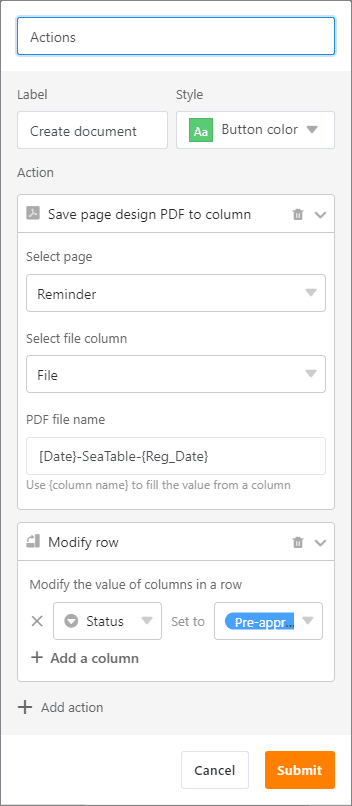 Actions
Label Style
Create document Aa Button color
Action
Save page design PDF to column
Select page
Reminder
Select file column
File
PDF file name
[Date}-SeaTable-{Reg_Date}
Use {column name} to fill the value from a column
Modify row
Modify the value of columns in a row
Status Set to Pre-appr...
Add a column
Add action
Cancel Submit